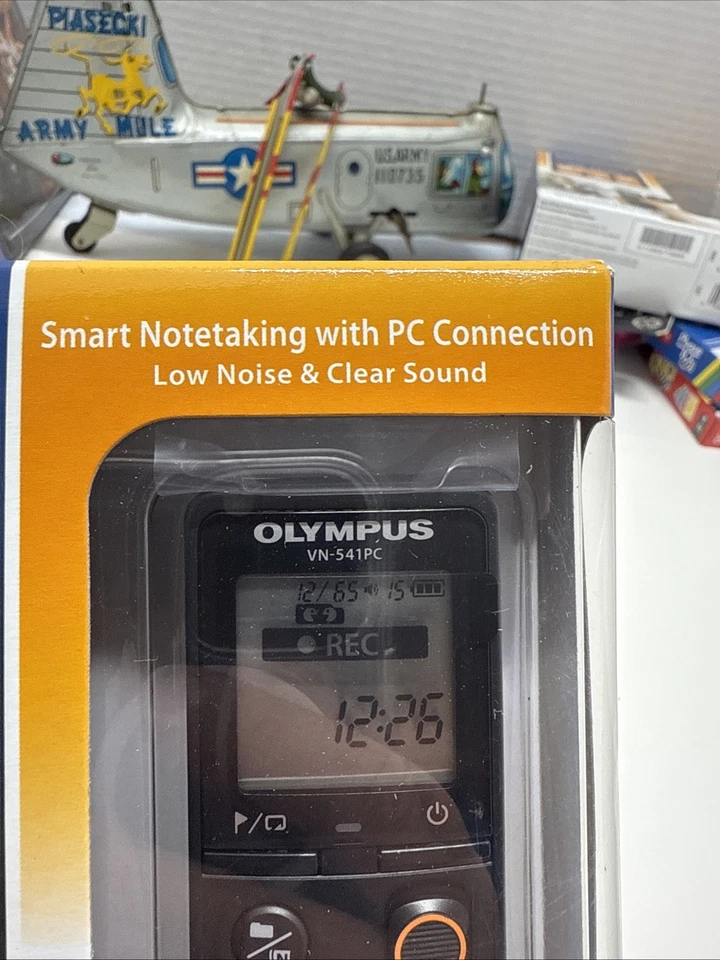 PIASECKI
ARMY MULE
U.S. ARMY
110735
Smart Notetaking with PC Connection
Low Noise & Clear Sound
OLYMPUS
VN-541PC
12/65 15
REC
12:26